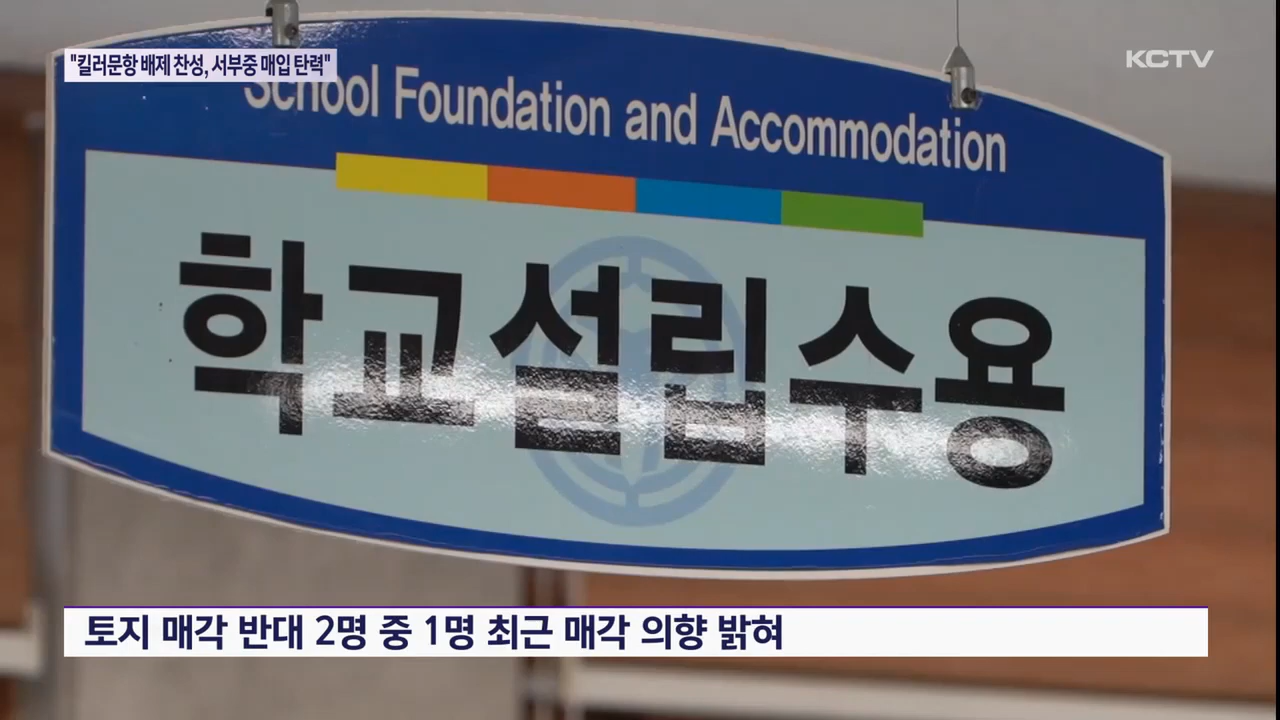 "킬러문항 배제 찬성, 서부중 매입 탄력"
KCTV
School Foundation and Accommodation
학교설립수용
토지 매각 반대 2명 중 1명 최근 매각 의향 밝혀